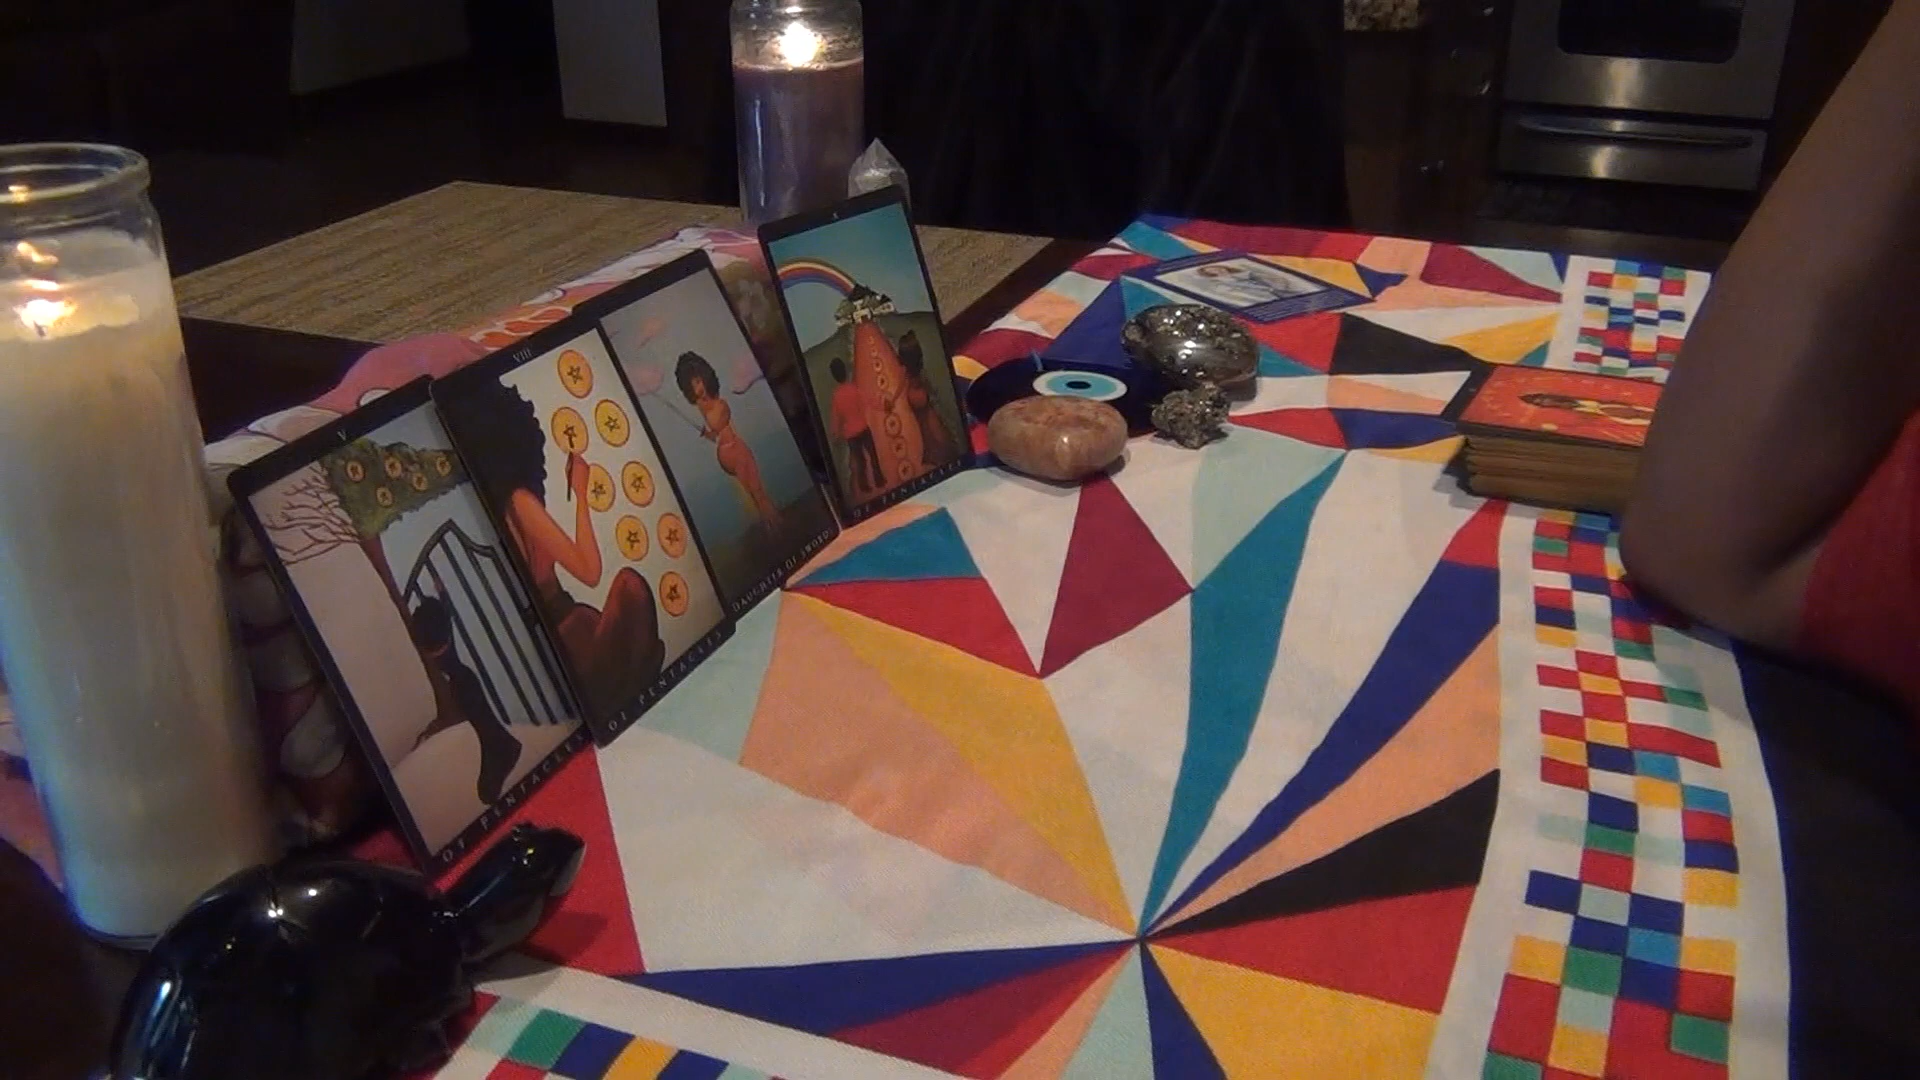 V
OF PENTACLES
VIII
OF PENTACLES
DAUGHTER OF SWORDS
X
OF PENTACLES